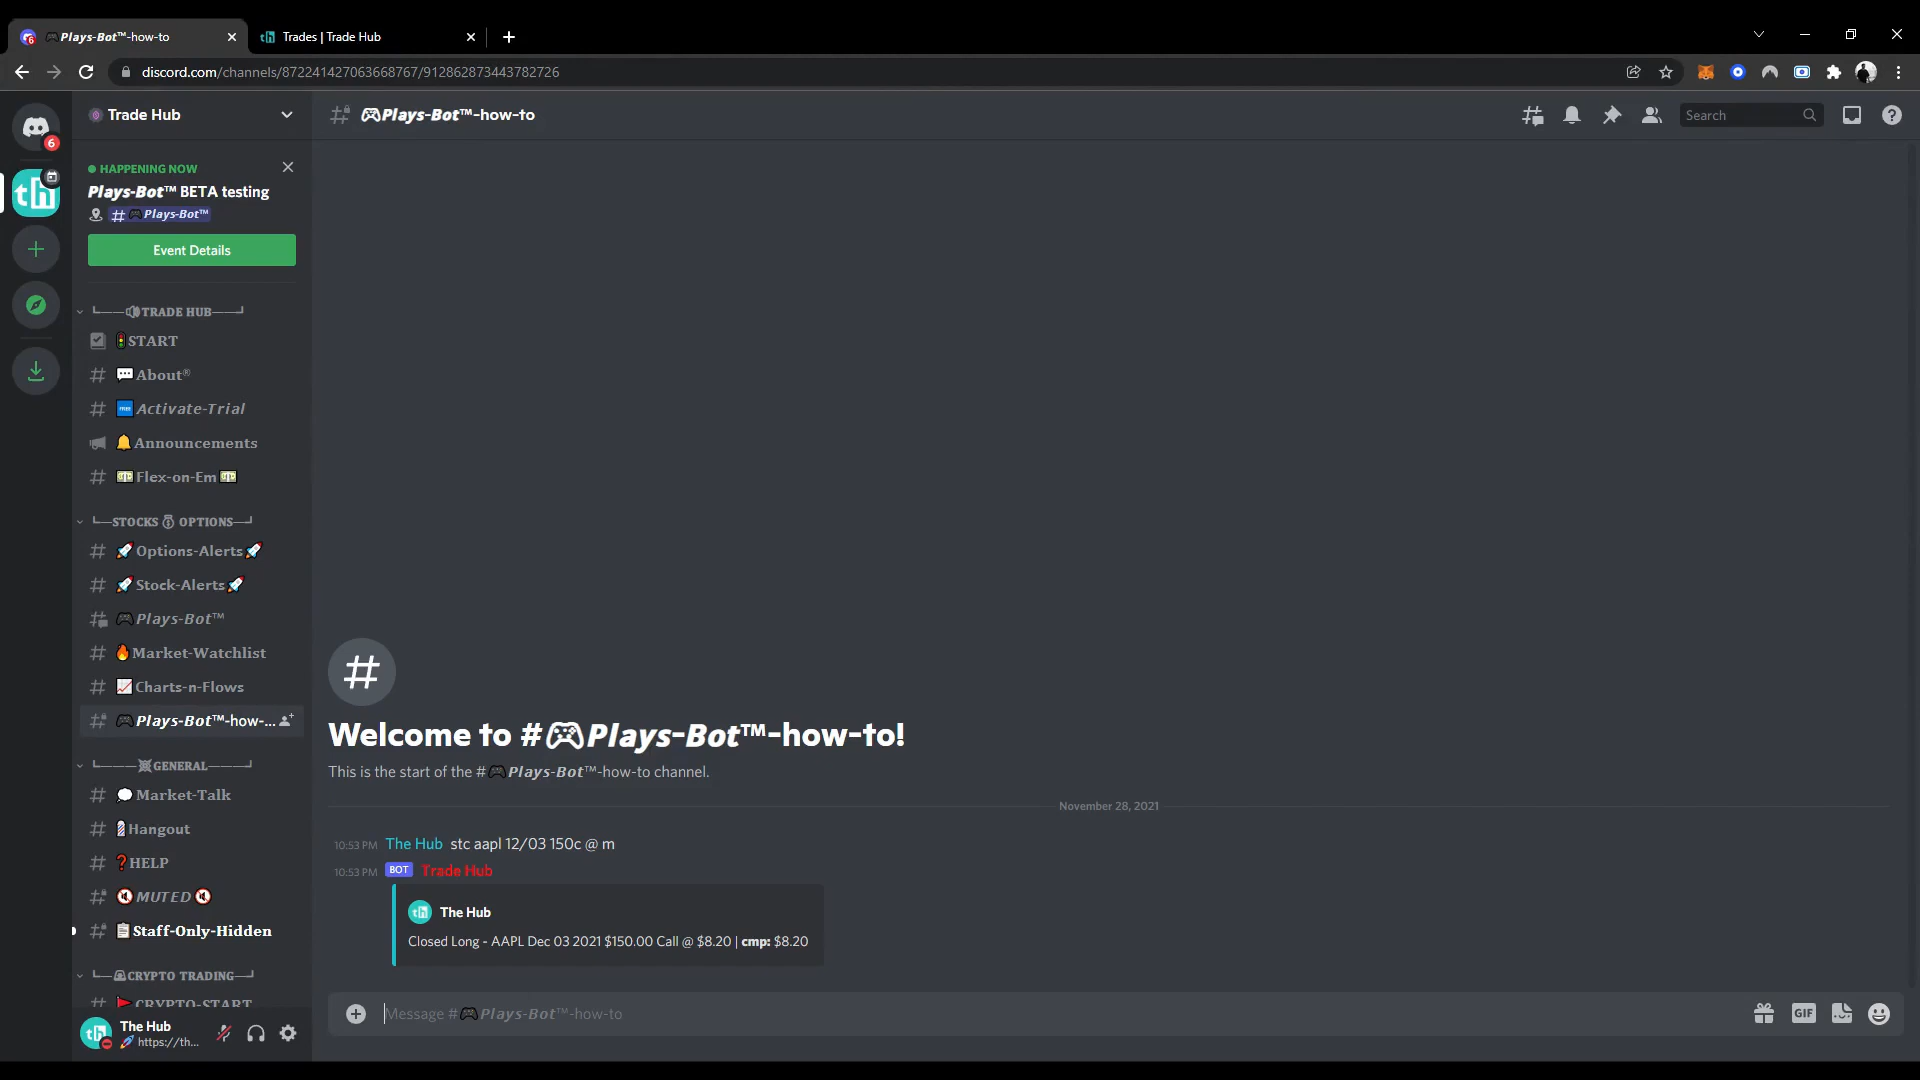 🎮Plays-Bot™-how-to
Trades | Trade Hub
discord.com/channels/872241427063668767/912862873443782726
Trade Hub
🎮Plays-Bot™-how-to
Search
6
th
HAPPENING NOW
Plays-Bot™ BETA testing
# 🎮Plays-Bot™
Event Details
╙───🔊TRADE HUB───╜
🚦START
💬About®
🆓Activate-Trial
🔔Announcements
💵Flex-on-Em💵
╙──STOCKS 💰 OPTIONS──╜
🚀Options-Alerts🚀
🚀Stock-Alerts🚀
🎮Plays-Bot™
🔥Market-Watchlist
📈Charts-n-Flows
🎮Plays-Bot™-how-...
GENERAL
💭Market-Talk
💈Hangout
❓HELP
🔇MUTED🔇
📋Staff-Only-Hidden
CRYPTO TRADING
🚩CRYPTO-START
Welcome to #🎮Plays-Bot™-how-to!
This is the start of the #🎮Plays-Bot™-how-to channel.
November 28, 2021
10:53 PM The Hub stc aapl 12/03 150c @ m
10:53 PM BOT Trade Hub
th The Hub
Closed Long - AAPL Dec 03 2021 $150.00 Call @ $8.20 | cmp: $8.20
Message #🎮Plays-Bot™-how-to
GIF
th The Hub
🚀 https://th...